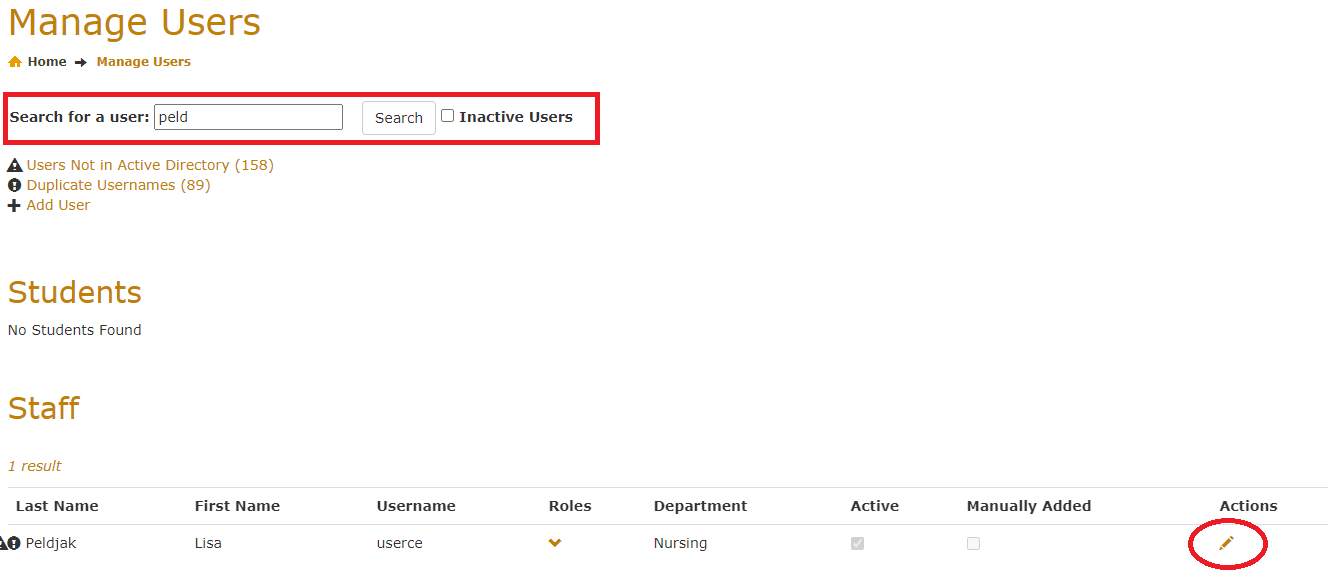 Manage Users
Home Manage Users
Search for a user: peld Search Inactive Users
Users Not in Active Directory (158)
Duplicate Usernames (89)
Add User
Students
No Students Found
Staff
1 result
Last Name First Name Username Roles Department Active Manually Added Actions
Peldjak Lisa userce Nursing